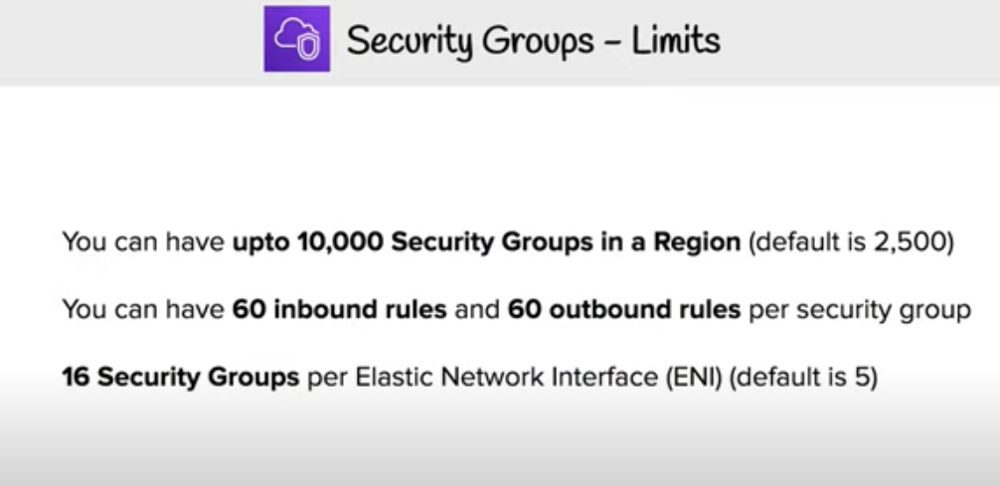 Security Groups – Limits
You can have upto 10,000 Security Groups in a Region (default is 2,500)
You can have 60 inbound rules and 60 outbound rules per security group
16 Security Groups per Elastic Network Interface (ENI) (default is 5)